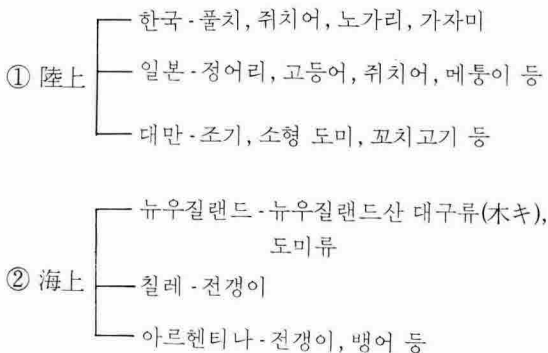 한국 - 풀치, 쥐치어, 노가리, 가자미
① 陸上 일본 - 정어리, 고등어, 쥐치어, 메퉁이 등
대만 - 조기, 소형 도미, 꼬치고기 등
뉴우질랜드 - 뉴우질랜드산 대구류(木キ),
도미류
② 海上 칠레 - 전갱이
아르헨티나 - 전갱이, 뱅어 등